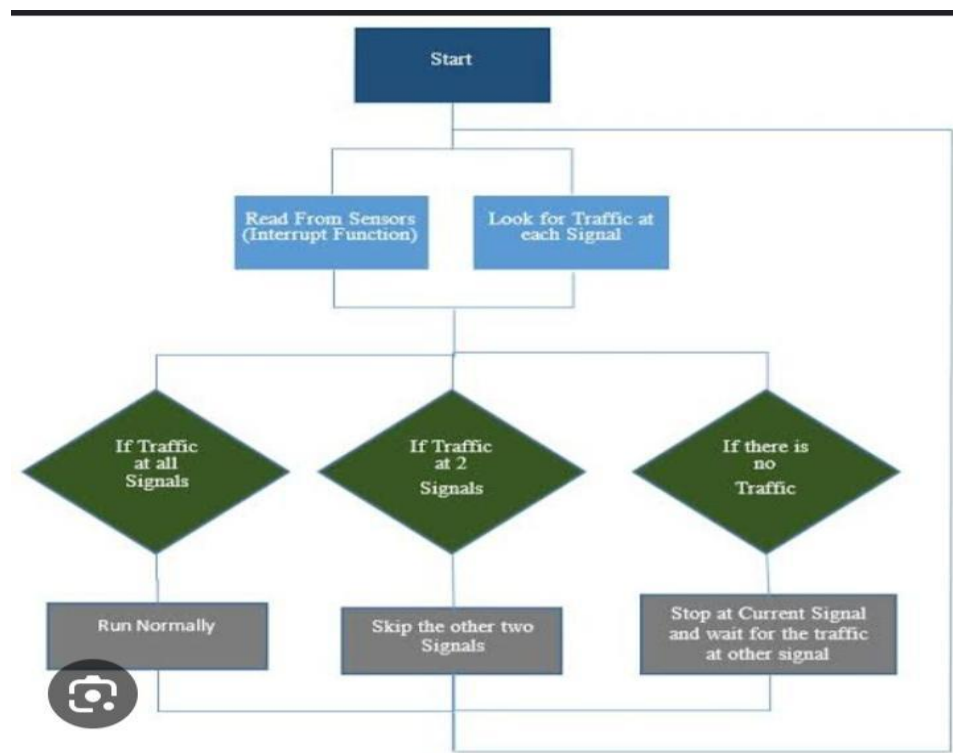 Start
Read From Sensors
(Interrupt Function)
Look for Traffic at
each Signal
If Traffic
at all
Signals
If Traffic
at 2
Signals
If there is
no
Traffic
Run Normally
Skip the other two
Signals
Stop at Current Signal
and wait for the traffic
at other signal